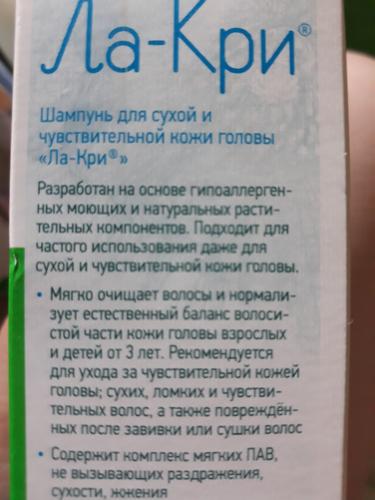 Ла-Кри®
Шампунь для сухой и
чувствительной кожи головы
«Ла-Кри®»
Разработан на основе гипоаллерген-
ных моющих и натуральных расти-
тельных компонентов. Подходит для
частого использования даже для
сухой и чувствительной кожи головы.
• Мягко очищает волосы и нормали-
зует естественный баланс волоси-
стой части кожи головы взрослых
и детей от 3 лет. Рекомендуется
для ухода за чувствительной кожей
головы; сухих, ломких и чувстви-
тельных волос, а также повреждён-
ных после завивки или сушки волос
• Содержит комплекс мягких ПАВ,
не вызывающих раздражения,
сухости, жжения